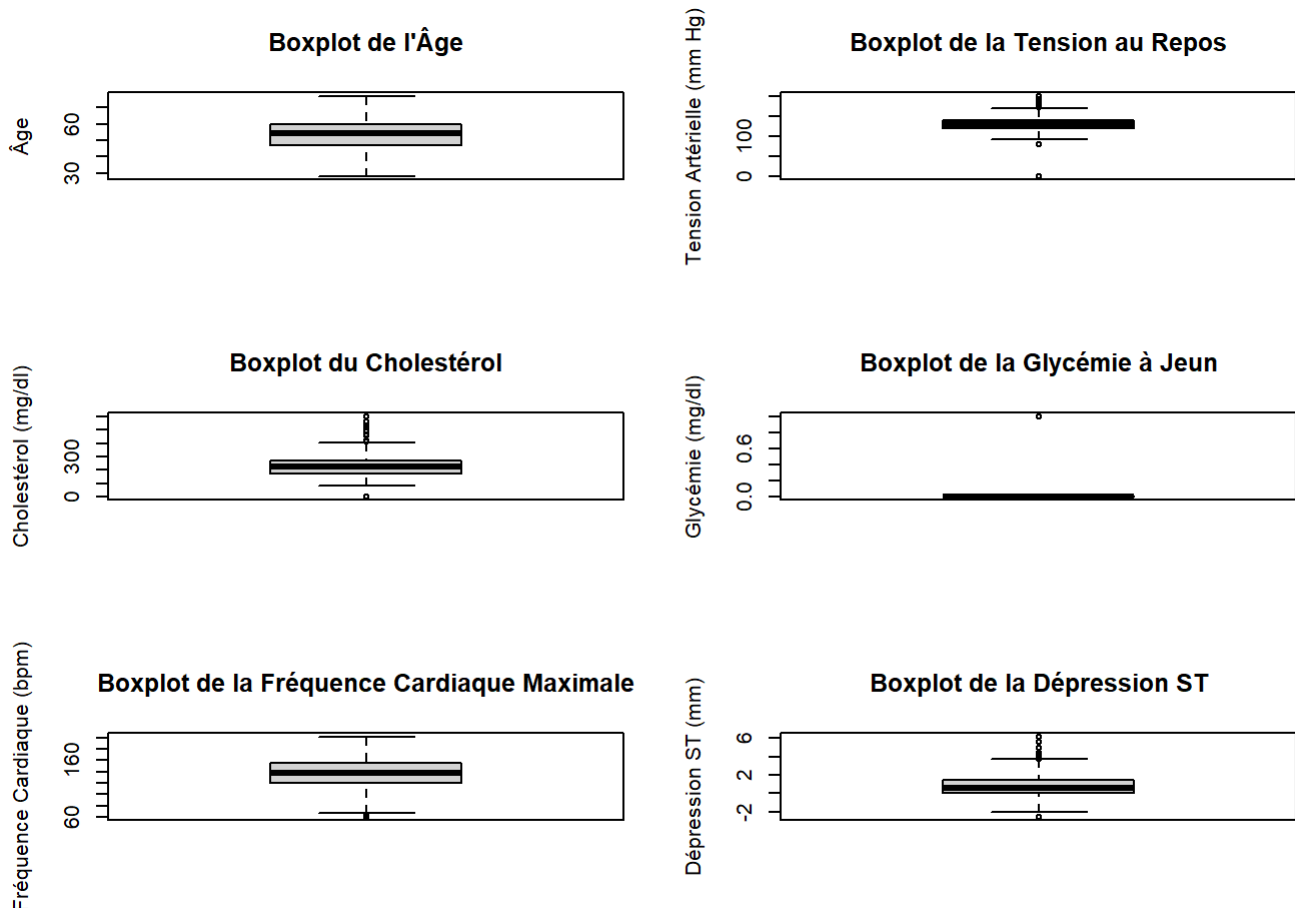 Boxplot de l'Âge
Âge
60
30
Boxplot de la Tension au Repos
Tension Artérielle (mm Hg)
100
0
Boxplot du Cholestérol
Cholestérol (mg/dl)
300
0
Boxplot de la Glycémie à Jeun
Glycémie (mg/dl)
0.6
0.0
Boxplot de la Fréquence Cardiaque Maximale
Fréquence Cardiaque (bpm)
160
60
Boxplot de la Dépression ST
Dépression ST (mm)
6
2
-2